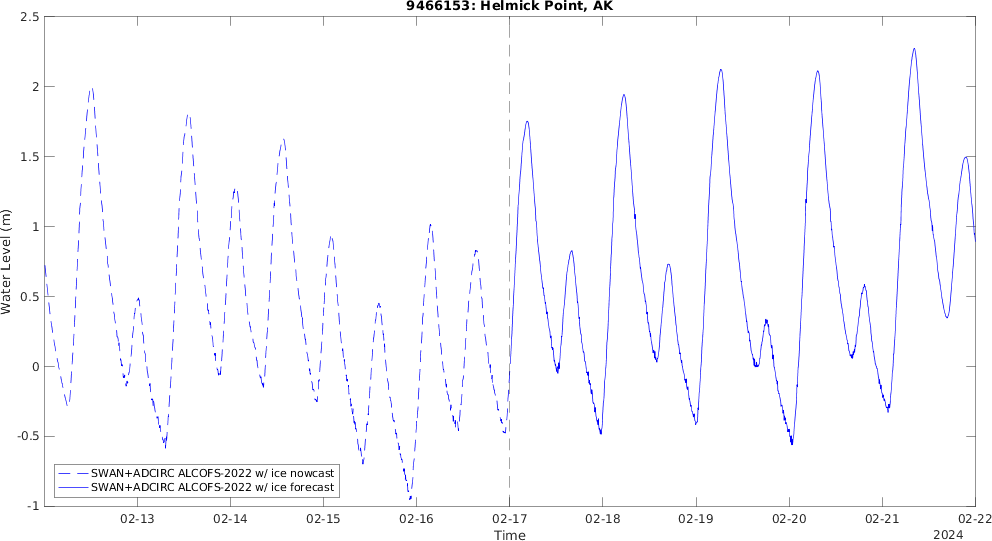 9466153: Helmick Point, AK
2.5
2
1.5
1
0.5
0
-0.5
-1
Water Level (m)
SWAN+ADCIRC ALCOFS-2022 w/ ice nowcast
SWAN+ADCIRC ALCOFS-2022 w/ ice forecast
02-13 02-14 02-15 02-16 02-17 02-18 02-19 02-20 02-21 02-22
Time
2024